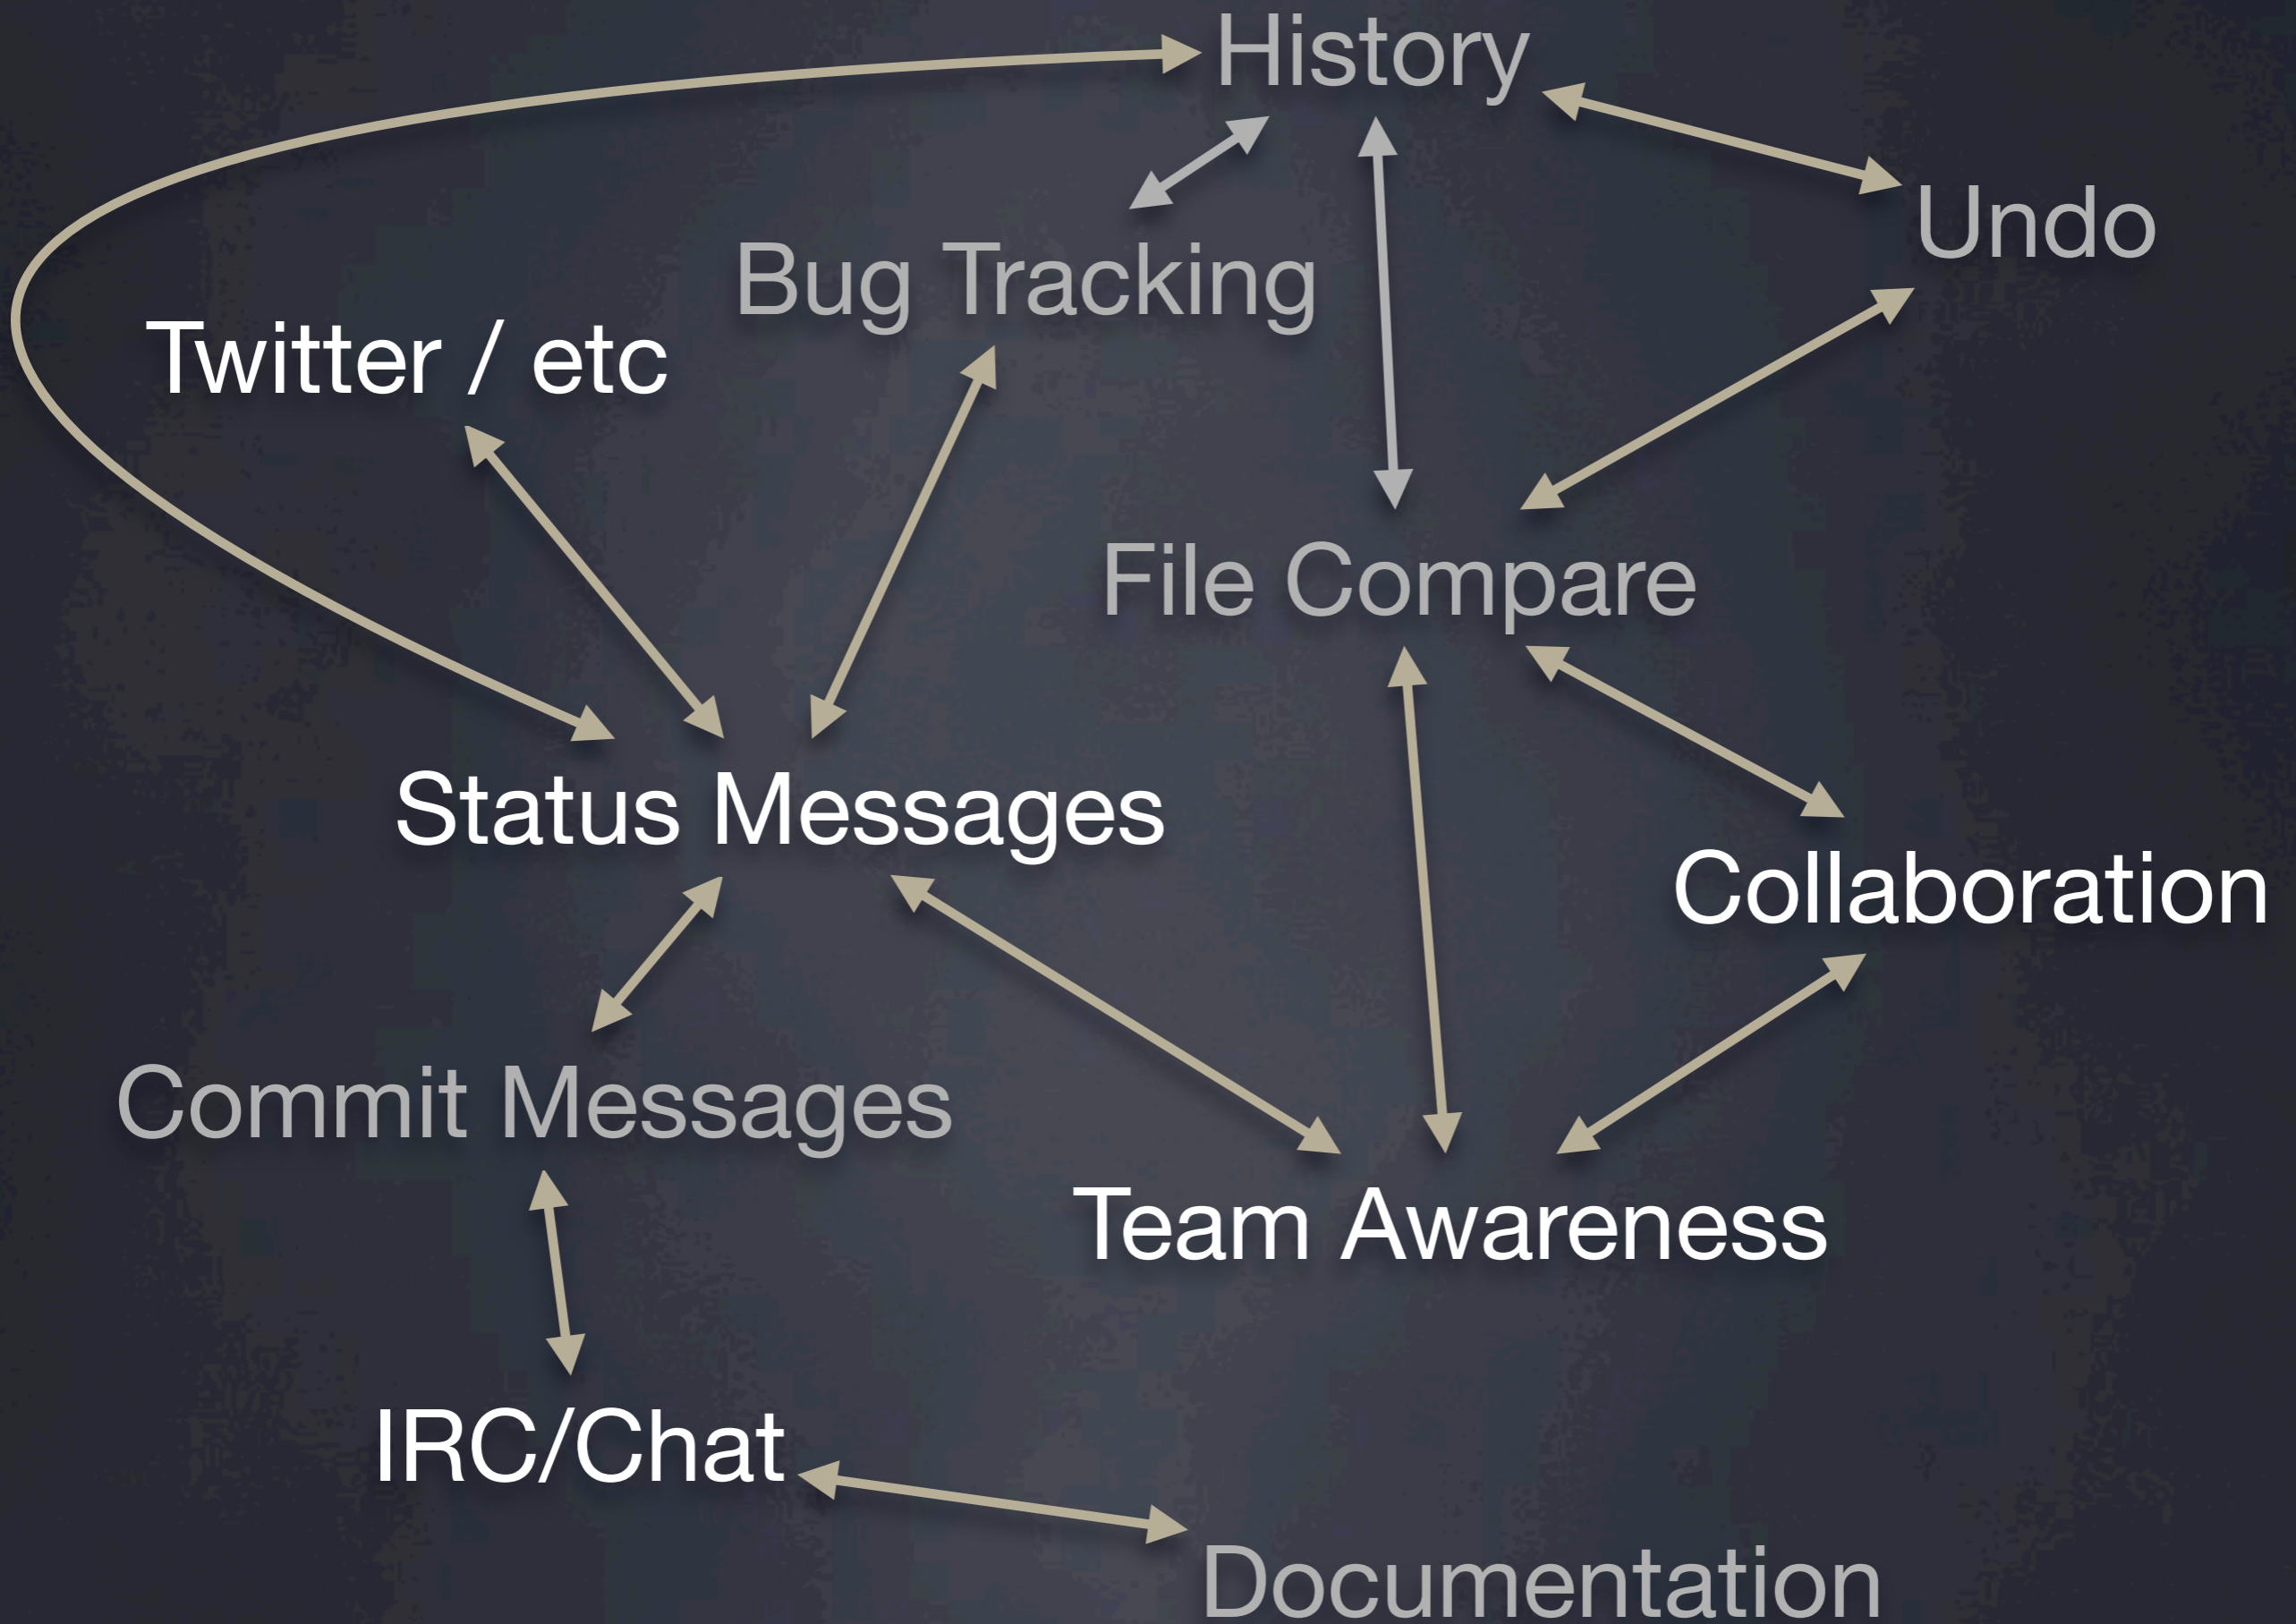 History
Undo
Bug Tracking
Twitter / etc
File Compare
Status Messages
Collaboration
Commit Messages
Team Awareness
IRC/Chat
Documentation